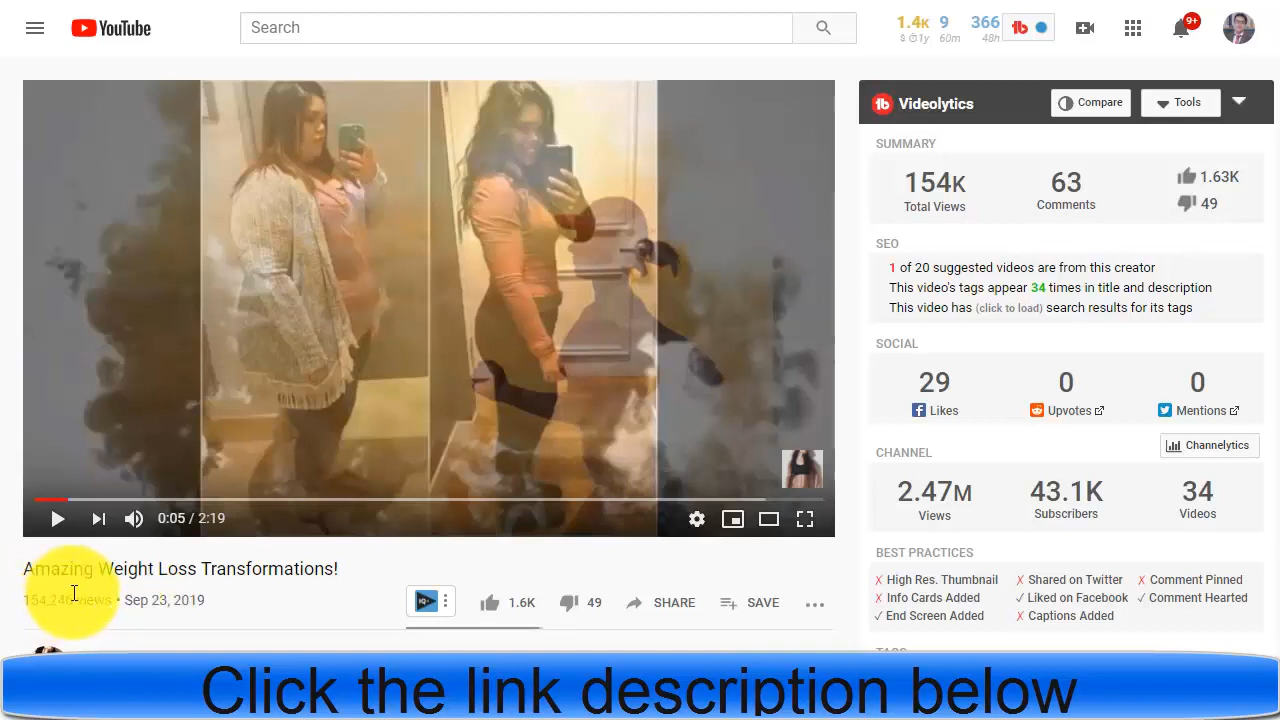 YouTube
Search
1.4K 9 366
$ ⏱1y 60m 48h
9+
Videolytics
Compare
Tools
SUMMARY
154K
Total Views
63
Comments
1.63K
49
SEO
1 of 20 suggested videos are from this creator
This video's tags appear 34 times in title and description
This video has (click to load) search results for its tags
SOCIAL
29
Likes
0
Upvotes
0
Mentions
Channelytics
CHANNEL
2.47M
Views
43.1K
Subscribers
34
Videos
BEST PRACTICES
✗ High Res. Thumbnail ✗ Shared on Twitter ✗ Comment Pinned
✗ Info Cards Added ✓ Liked on Facebook ✓ Comment Hearted
✓ End Screen Added ✗ Captions Added
0:05 / 2:19
Amazing Weight Loss Transformations!
views • Sep 23, 2019
1.6K 49 SHARE SAVE
Click the link description below